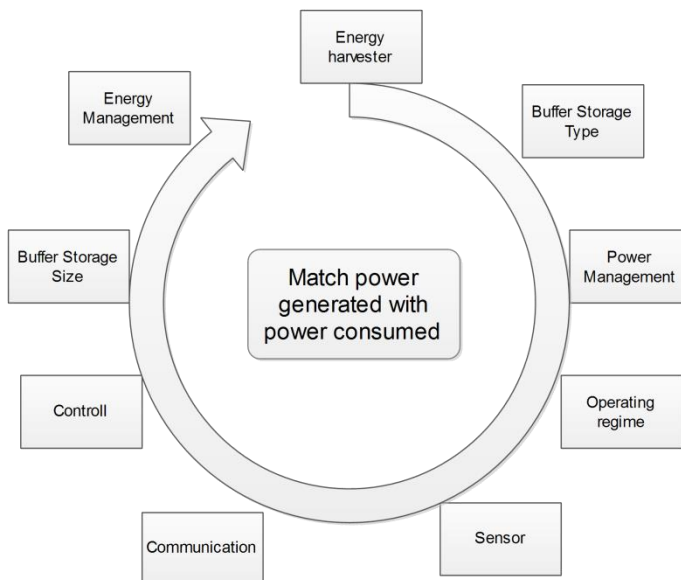 Energy
harvester
Buffer Storage
Type
Power
Management
Operating
regime
Sensor
Communication
Controll
Buffer Storage
Size
Energy
Management
Match power
generated with
power consumed